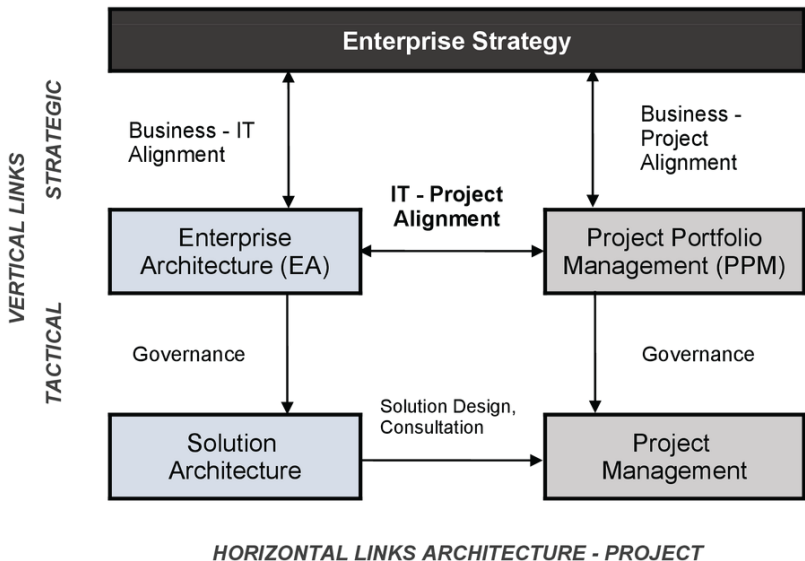 Enterprise Strategy
STRATEGIC
VERTICAL LINKS
TACTICAL
Business - IT
Alignment
Business -
Project
Alignment
IT - Project
Alignment
Enterprise
Architecture (EA)
Project Portfolio
Management (PPM)
Governance
Governance
Solution Design,
Consultation
Solution
Architecture
Project
Management
HORIZONTAL LINKS ARCHITECTURE - PROJECT